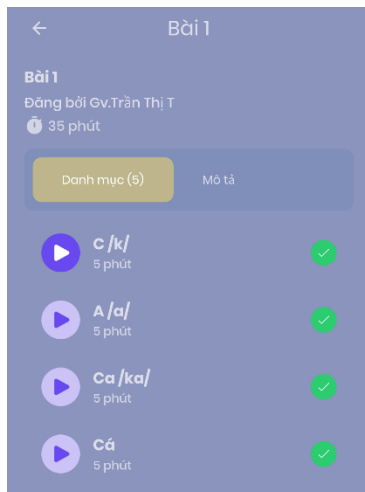 Bài 1
Bài 1
Đăng bởi Gv.Trần Thị T
35 phút
Danh mục (5)
Mô tả
C /k/
5 phút
A /a/
5 phút
Ca /ka/
5 phút
Cá
5 phút